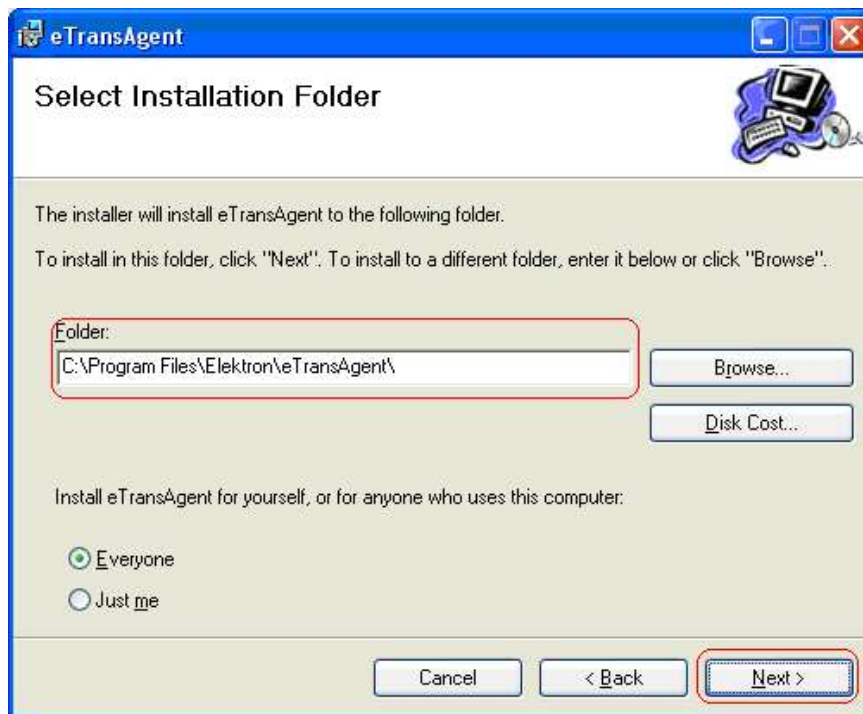 eTransAgent
Select Installation Folder
The installer will install eTransAgent to the following folder.
To install in this folder, click "Next". To install to a different folder, enter it below or click "Browse".
Folder:
C:\Program Files\Elektron\eTransAgent\
Browse...
Disk Cost...
Install eTransAgent for yourself, or for anyone who uses this computer:
Everyone
Just me
Cancel
< Back
Next >